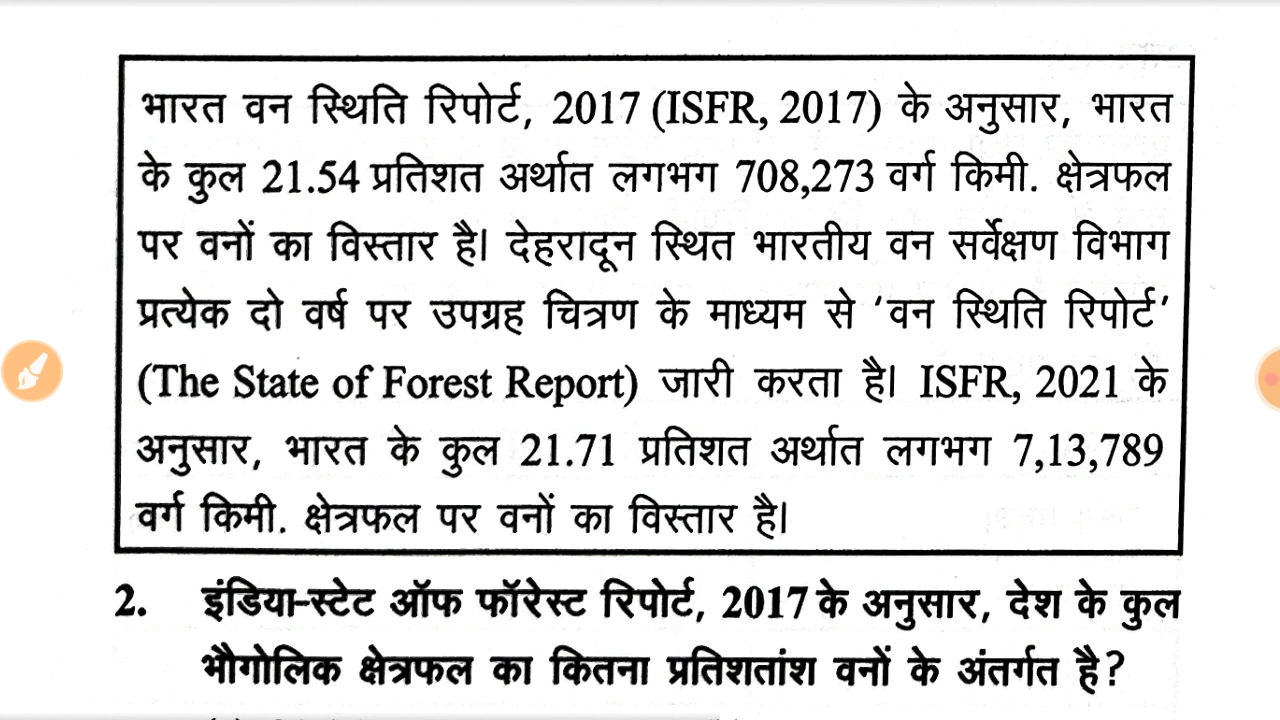 भारत वन स्थिति रिपोर्ट, 2017 (ISFR, 2017) के अनुसार, भारत
के कुल 21.54 प्रतिशत अर्थात लगभग 708,273 वर्ग किमी. क्षेत्रफल
पर वनों का विस्तार है। देहरादून स्थित भारतीय वन सर्वेक्षण विभाग
प्रत्येक दो वर्ष पर उपग्रह चित्रण के माध्यम से ‘वन स्थिति रिपोर्ट’
(The State of Forest Report) जारी करता है। ISFR, 2021 के
अनुसार, भारत के कुल 21.71 प्रतिशत अर्थात लगभग 7,13,789
वर्ग किमी. क्षेत्रफल पर वनों का विस्तार है।
2. इंडिया-स्टेट ऑफ फॉरेस्ट रिपोर्ट, 2017 के अनुसार, देश के कुल
भौगोलिक क्षेत्रफल का कितना प्रतिशतांश वनों के अंतर्गत है?